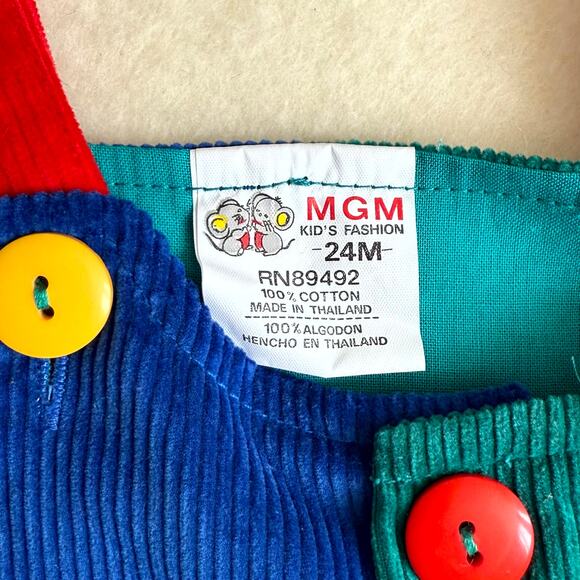 MGM
KID'S FASHION
-24M-
RN89492
100% COTTON
MADE IN THAILAND
100% ALGODON
HENCHO EN THAILAND